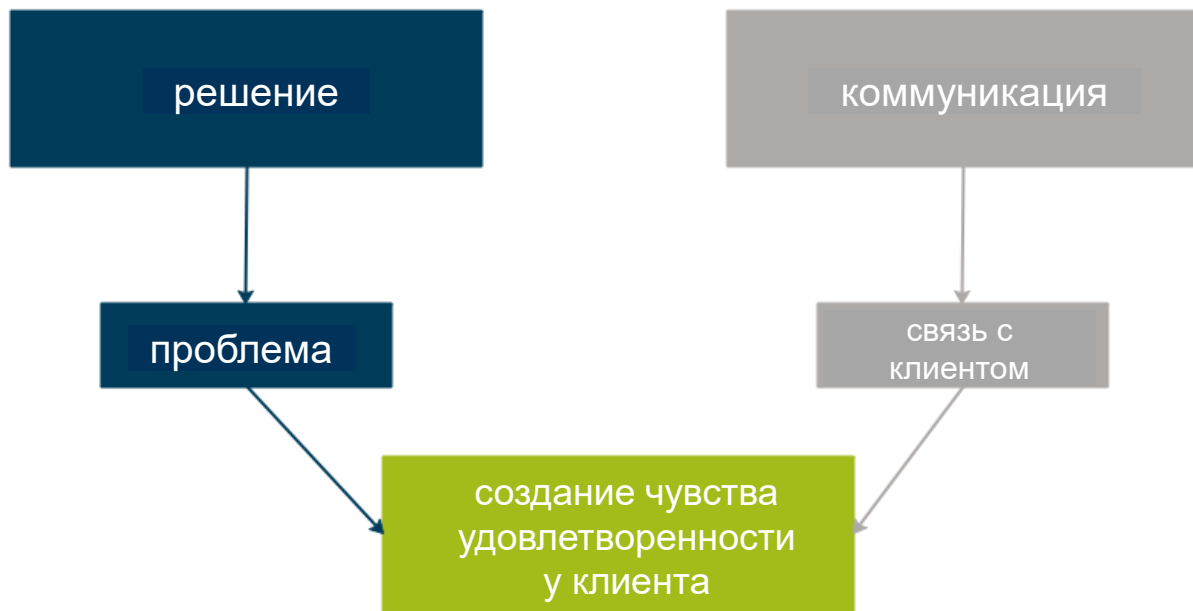 решение
коммуникация
проблема
связь с
клиентом
создание чувства
удовлетворенности
у клиента